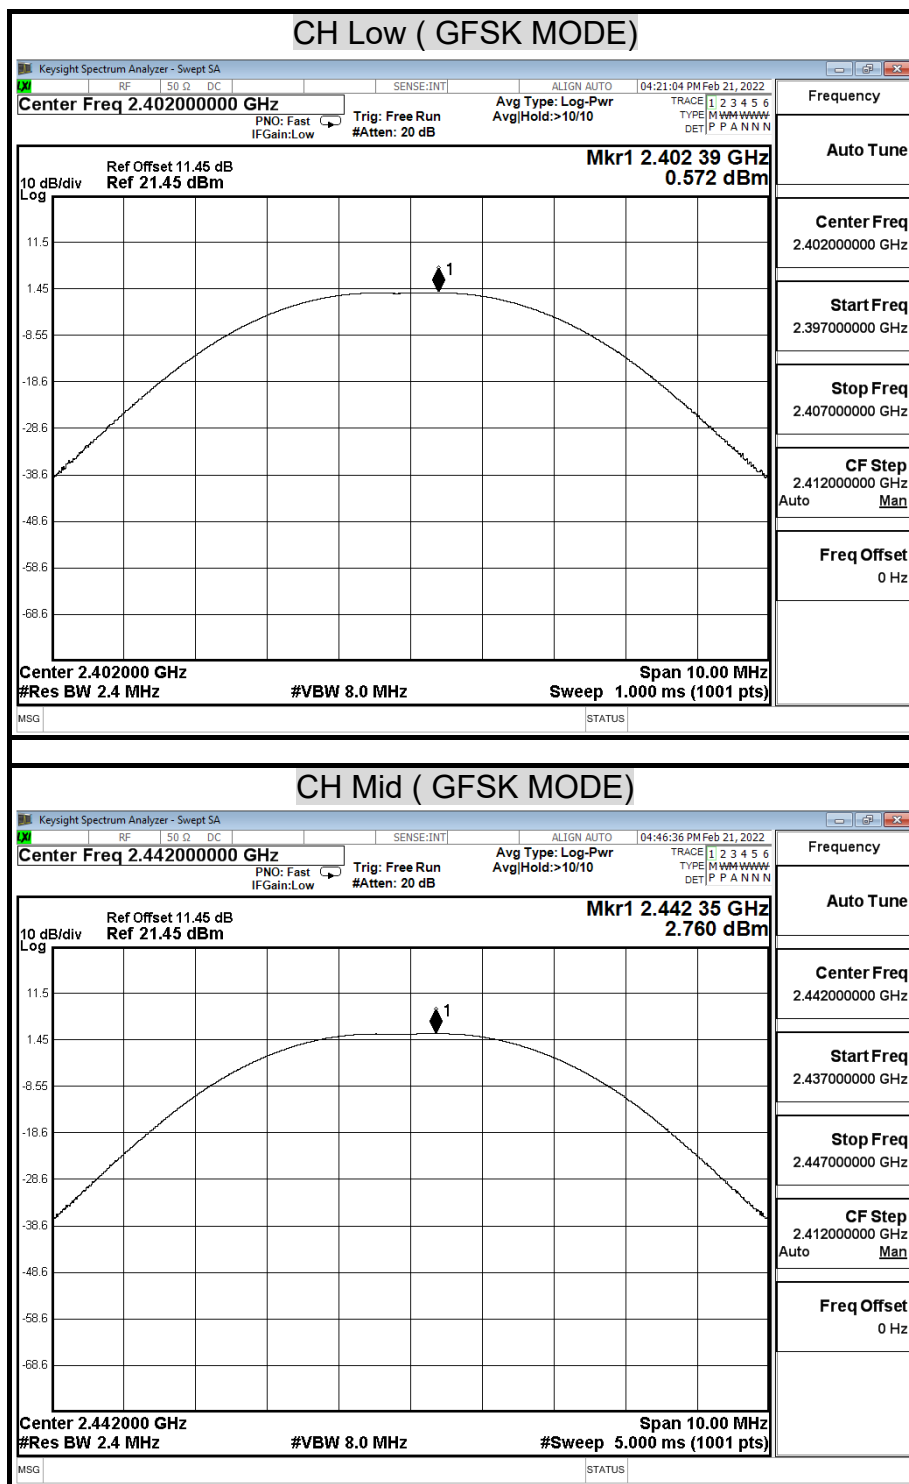 CH Low ( GFSK MODE)
Keysight Spectrum Analyzer - Swept SA
LXI RF 50 Ω DC SENSE:INT ALIGN AUTO 04:21:04 PM Feb 21, 2022
Center Freq 2.402000000 GHz
PNO: Fast
IFGain:Low
Trig: Free Run
#Atten: 20 dB
Avg Type: Log-Pwr
Avg|Hold:>10/10
TRACE 1 2 3 4 5 6
TYPE M WM WWW
DET P P A N N N
Ref Offset 11.45 dB
10 dB/div Ref 21.45 dBm
Log
Mkr1 2.402 39 GHz
0.572 dBm
11.5
1
1.45
-8.55
-18.6
-28.6
-38.6
-48.6
-58.6
-68.6
Center 2.402000 GHz Span 10.00 MHz
#Res BW 2.4 MHz #VBW 8.0 MHz Sweep 1.000 ms (1001 pts)
MSG STATUS
Frequency
Auto Tune
Center Freq
2.402000000 GHz
Start Freq
2.397000000 GHz
Stop Freq
2.407000000 GHz
CF Step
2.412000000 GHz
Auto Man
Freq Offset
0 Hz
CH Mid ( GFSK MODE)
Keysight Spectrum Analyzer - Swept SA
LXI RF 50 Ω DC SENSE:INT ALIGN AUTO 04:46:36 PM Feb 21, 2022
Center Freq 2.442000000 GHz
PNO: Fast
IFGain:Low
Trig: Free Run
#Atten: 20 dB
Avg Type: Log-Pwr
Avg|Hold:>10/10
TRACE 1 2 3 4 5 6
TYPE M WM WWW
DET P P A N N N
Ref Offset 11.45 dB
10 dB/div Ref 21.45 dBm
Log
Mkr1 2.442 35 GHz
2.760 dBm
11.5
1
1.45
-8.55
-18.6
-28.6
-38.6
-48.6
-58.6
-68.6
Center 2.442000 GHz Span 10.00 MHz
#Res BW 2.4 MHz #VBW 8.0 MHz #Sweep 5.000 ms (1001 pts)
MSG STATUS
Frequency
Auto Tune
Center Freq
2.442000000 GHz
Start Freq
2.437000000 GHz
Stop Freq
2.447000000 GHz
CF Step
2.412000000 GHz
Auto Man
Freq Offset
0 Hz